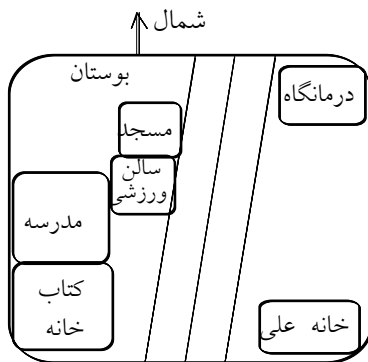 شمال
بوستان
درمانگاه
مسجد
سالن
ورزشی
مدرسه
کتاب
خانه
خانه علی